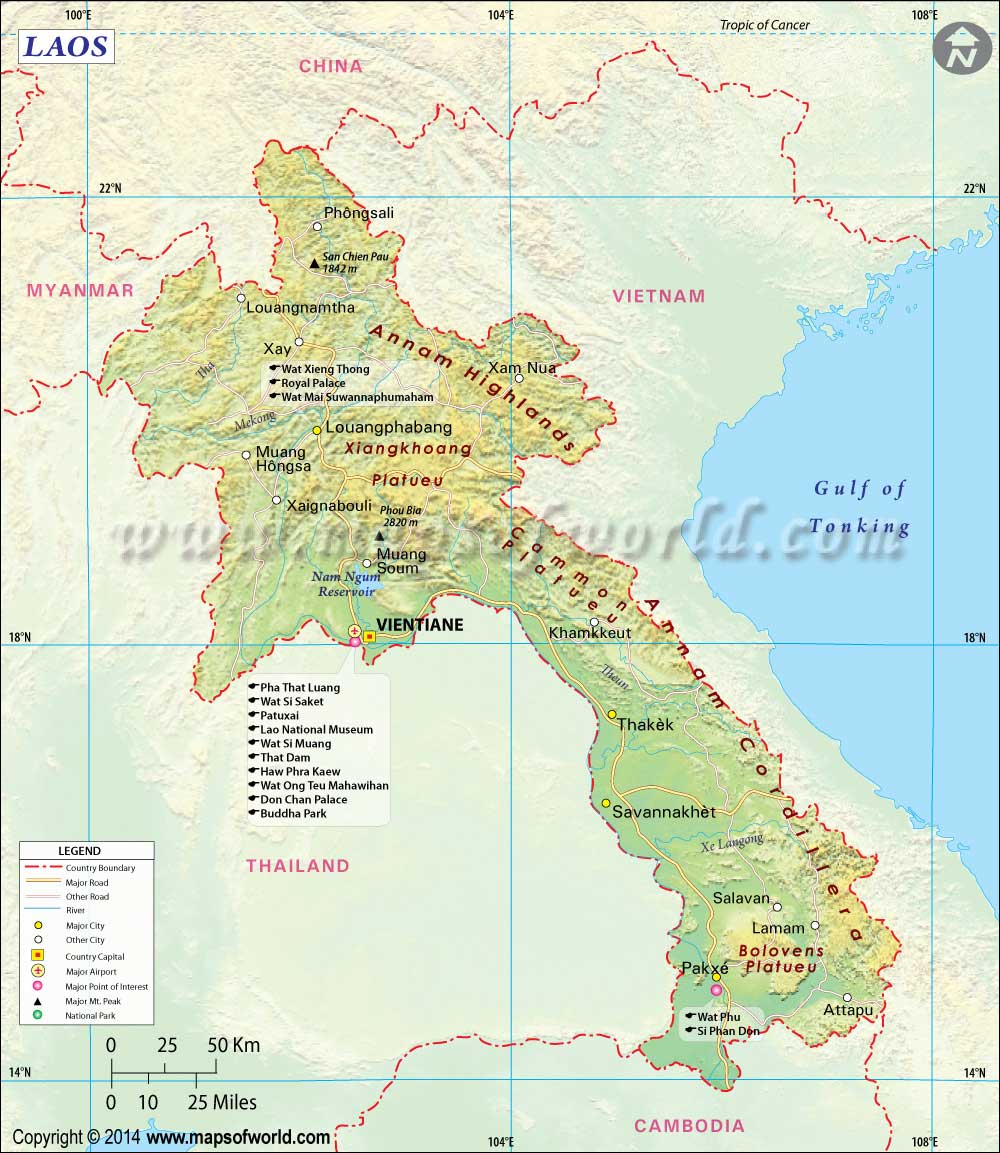 100°E
104°E
108°E
Tropic of Cancer
LAOS
N
CHINA
22°N
22°N
Phôngsali
San Chien Pau
1842 m
MYANMAR
VIETNAM
Louangnamtha
Annam Highlands
Xay
Xam Nua
Tha
Wat Xieng Thong
Royal Palace
Wat Mai Suwannaphumaham
Mekong
Louangphabang
Xiangkhoang
Platueu
Muang
Hôngsa
Xaignabouli
Phou Bia
2820 m
Gulf of
Tonking
www.mapsofworld.com
Cammon
Platueu
Muang
Soum
Nam Ngum
Reservoir
Annam Cordillera
VIENTIANE
Khamkkeut
18°N
18°N
Theun
Pha That Luang
Wat Si Saket
Patuxai
Lao National Museum
Wat Si Muang
That Dam
Haw Phra Kaew
Wat Ong Teu Mahawihan
Don Chan Palace
Buddha Park
Thakèk
Savannakhèt
Xe Langong
THAILAND
Salavan
Lamam
Bolovens
Platueu
Pakxé
Attapu
Wat Phu
Si Phan Don
LEGEND
Country Boundary
Major Road
Other Road
River
Major City
Other City
Country Capital
Major Airport
Major Point of Interest
Major Mt. Peak
National Park
0 25 50 Km
0 10 25 Miles
14°N
14°N
CAMBODIA
Copyright © 2014 www.mapsofworld.com
104°E
108°E